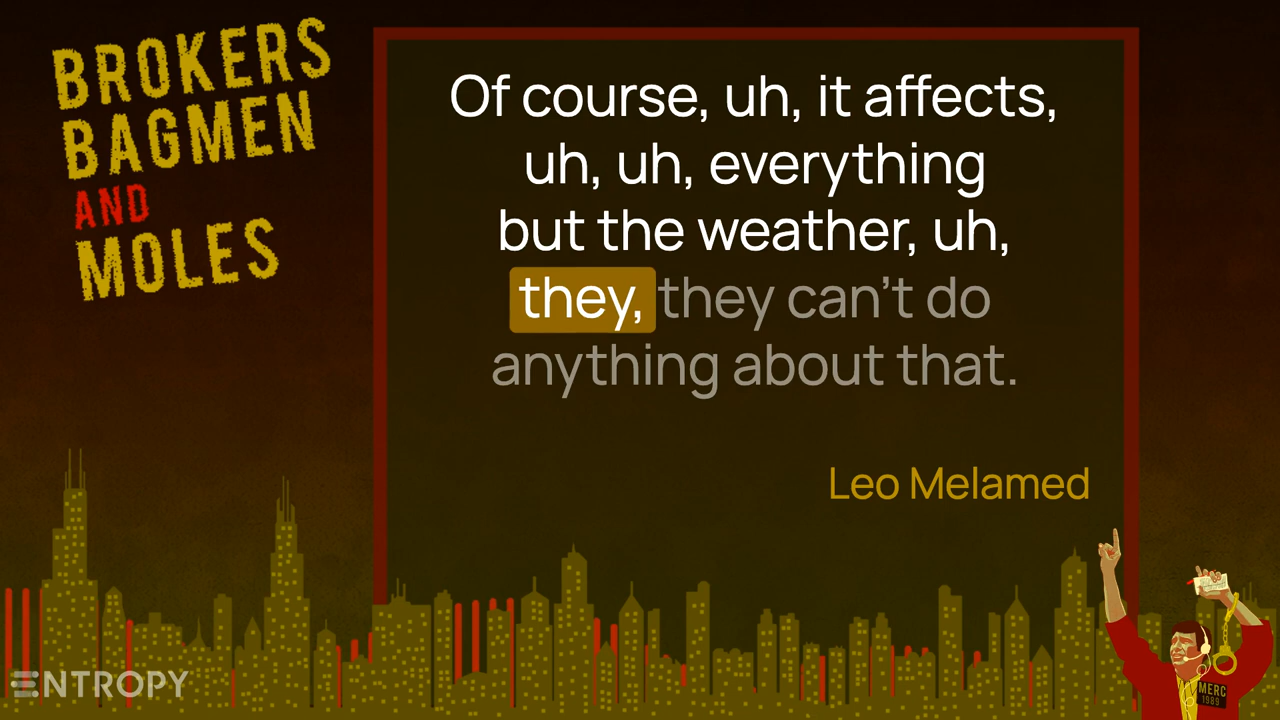 BROKERS
BAGMEN
AND
MOLES
Of course, uh, it affects,
uh, uh, everything
but the weather, uh,
they, they can’t do
anything about that.
Leo Melamed
ENTROPY
MERC
1989